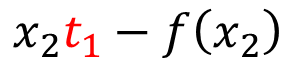 x₂t₁ − f(x₂)